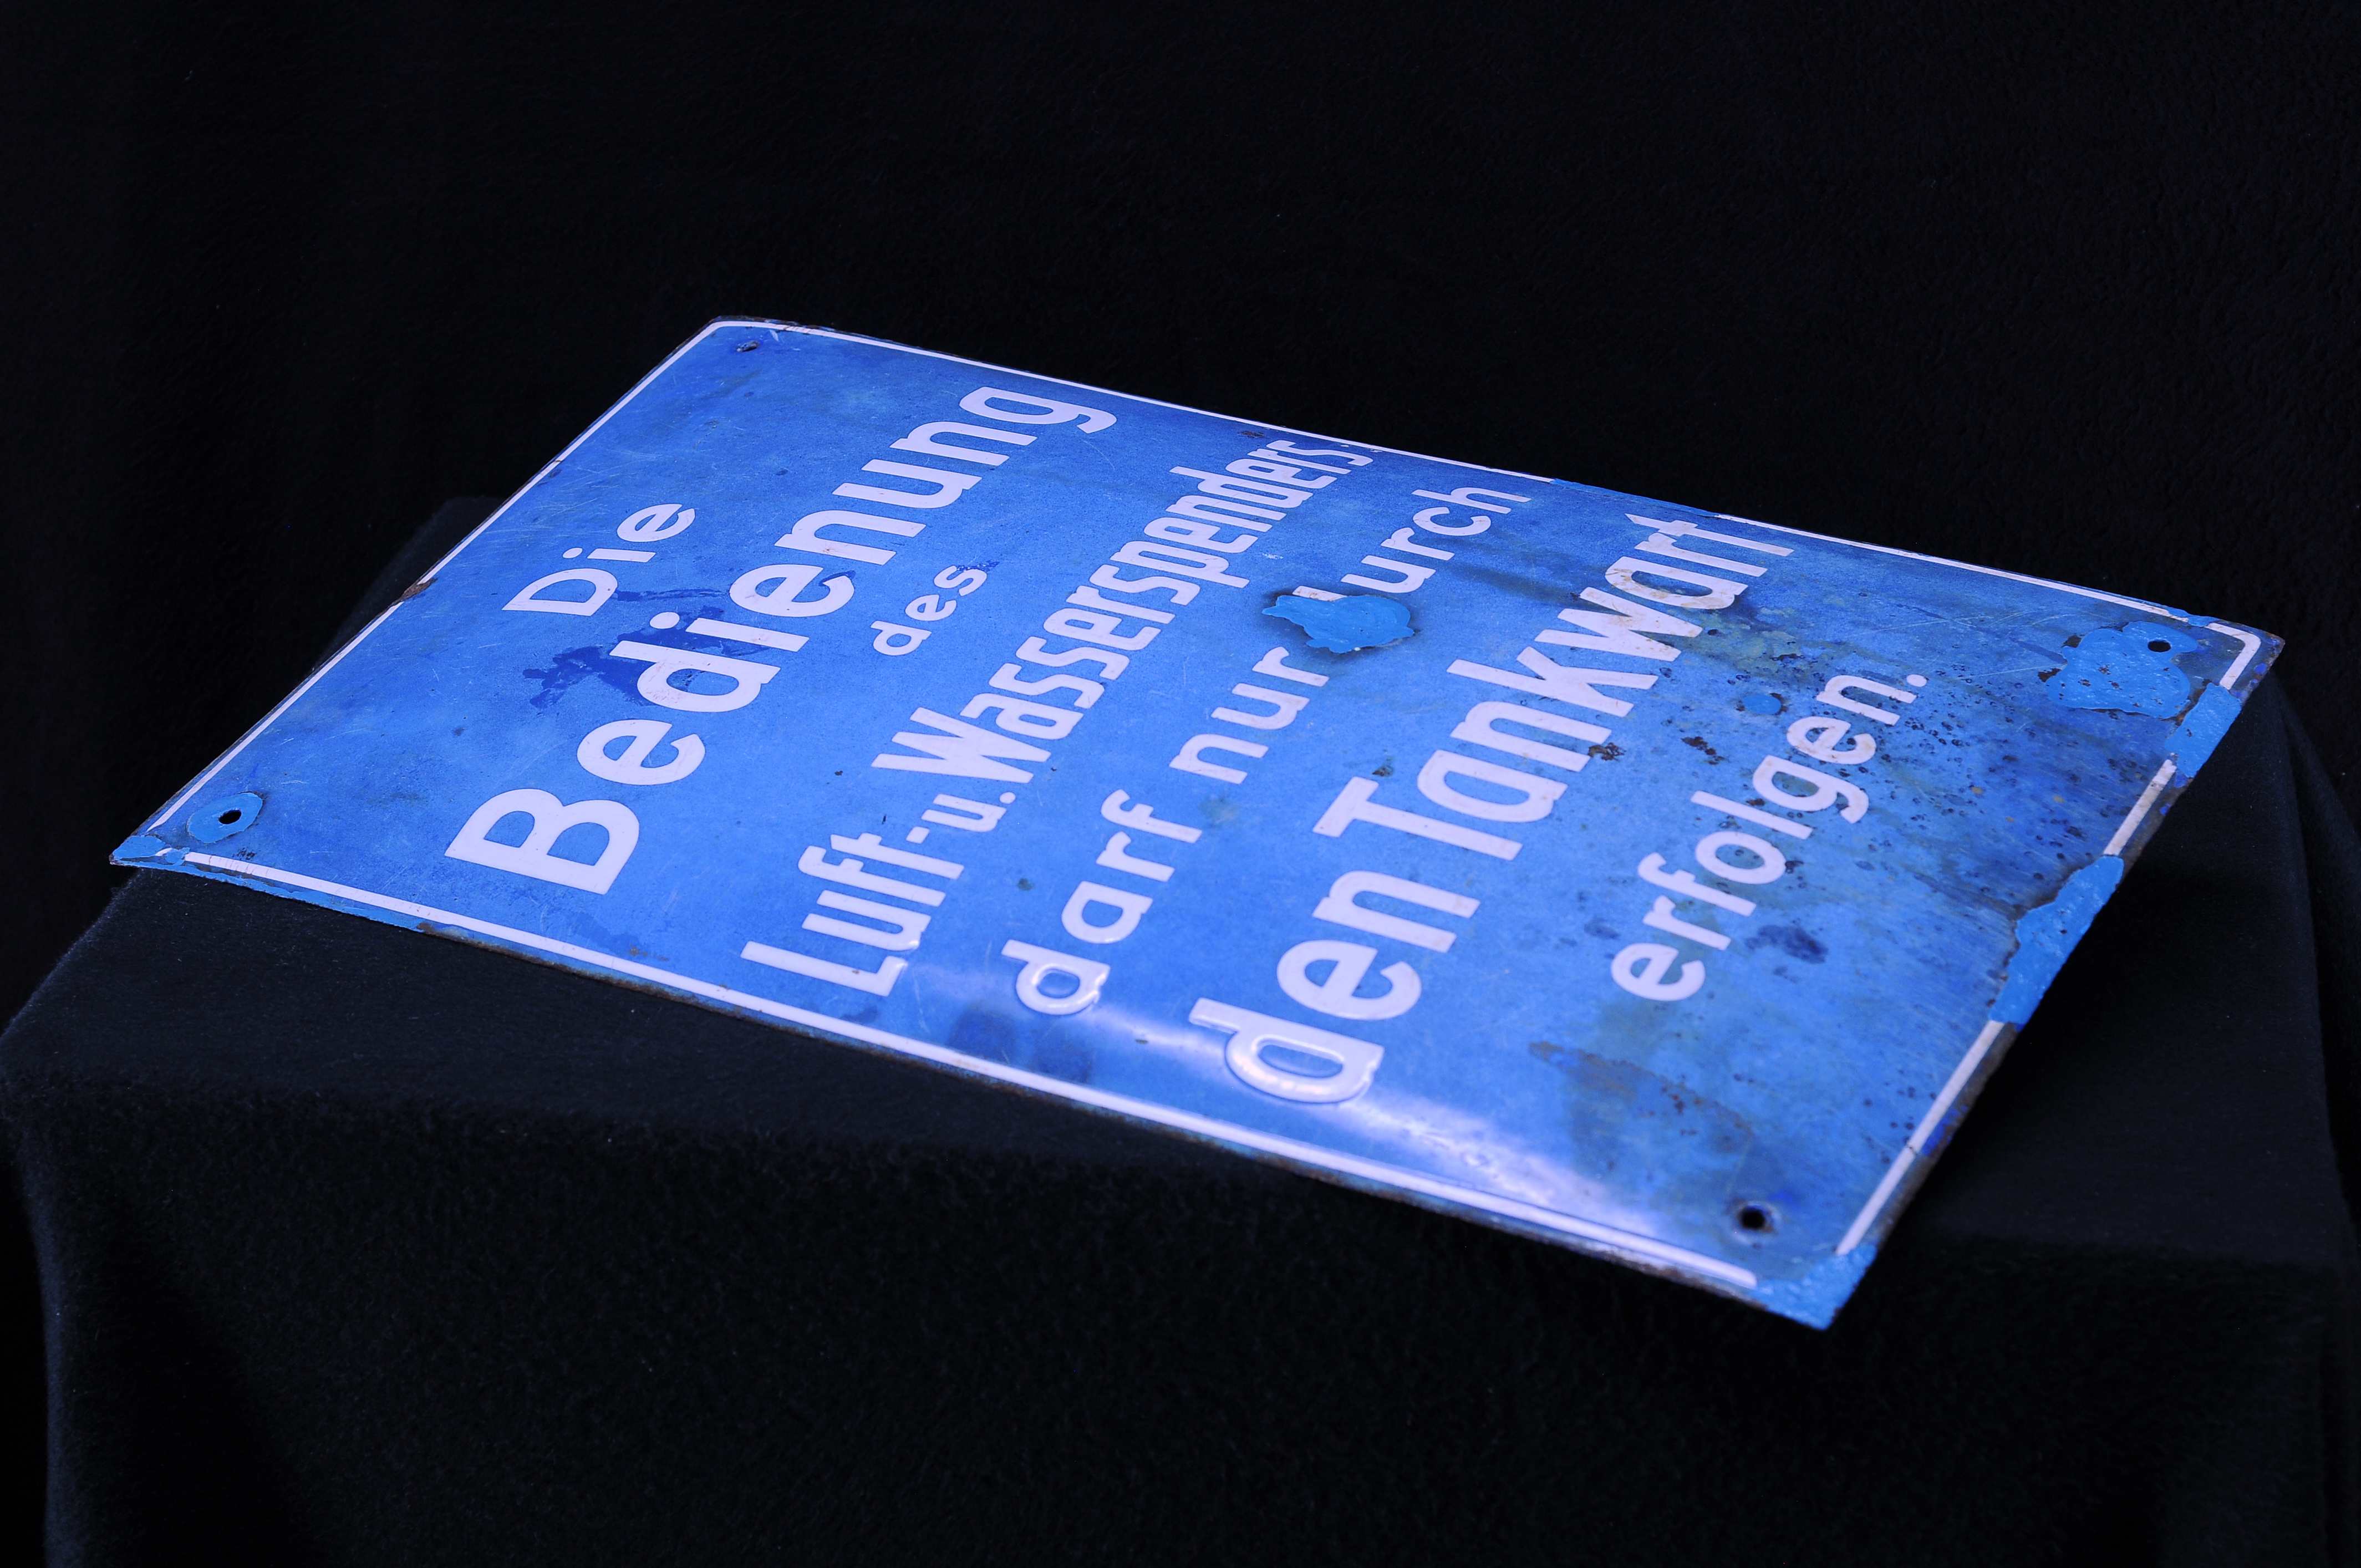 Die
Bedienung
des
Luft-u.Wasserspenders
darf nur durch
den Tankwart
erfolgen.